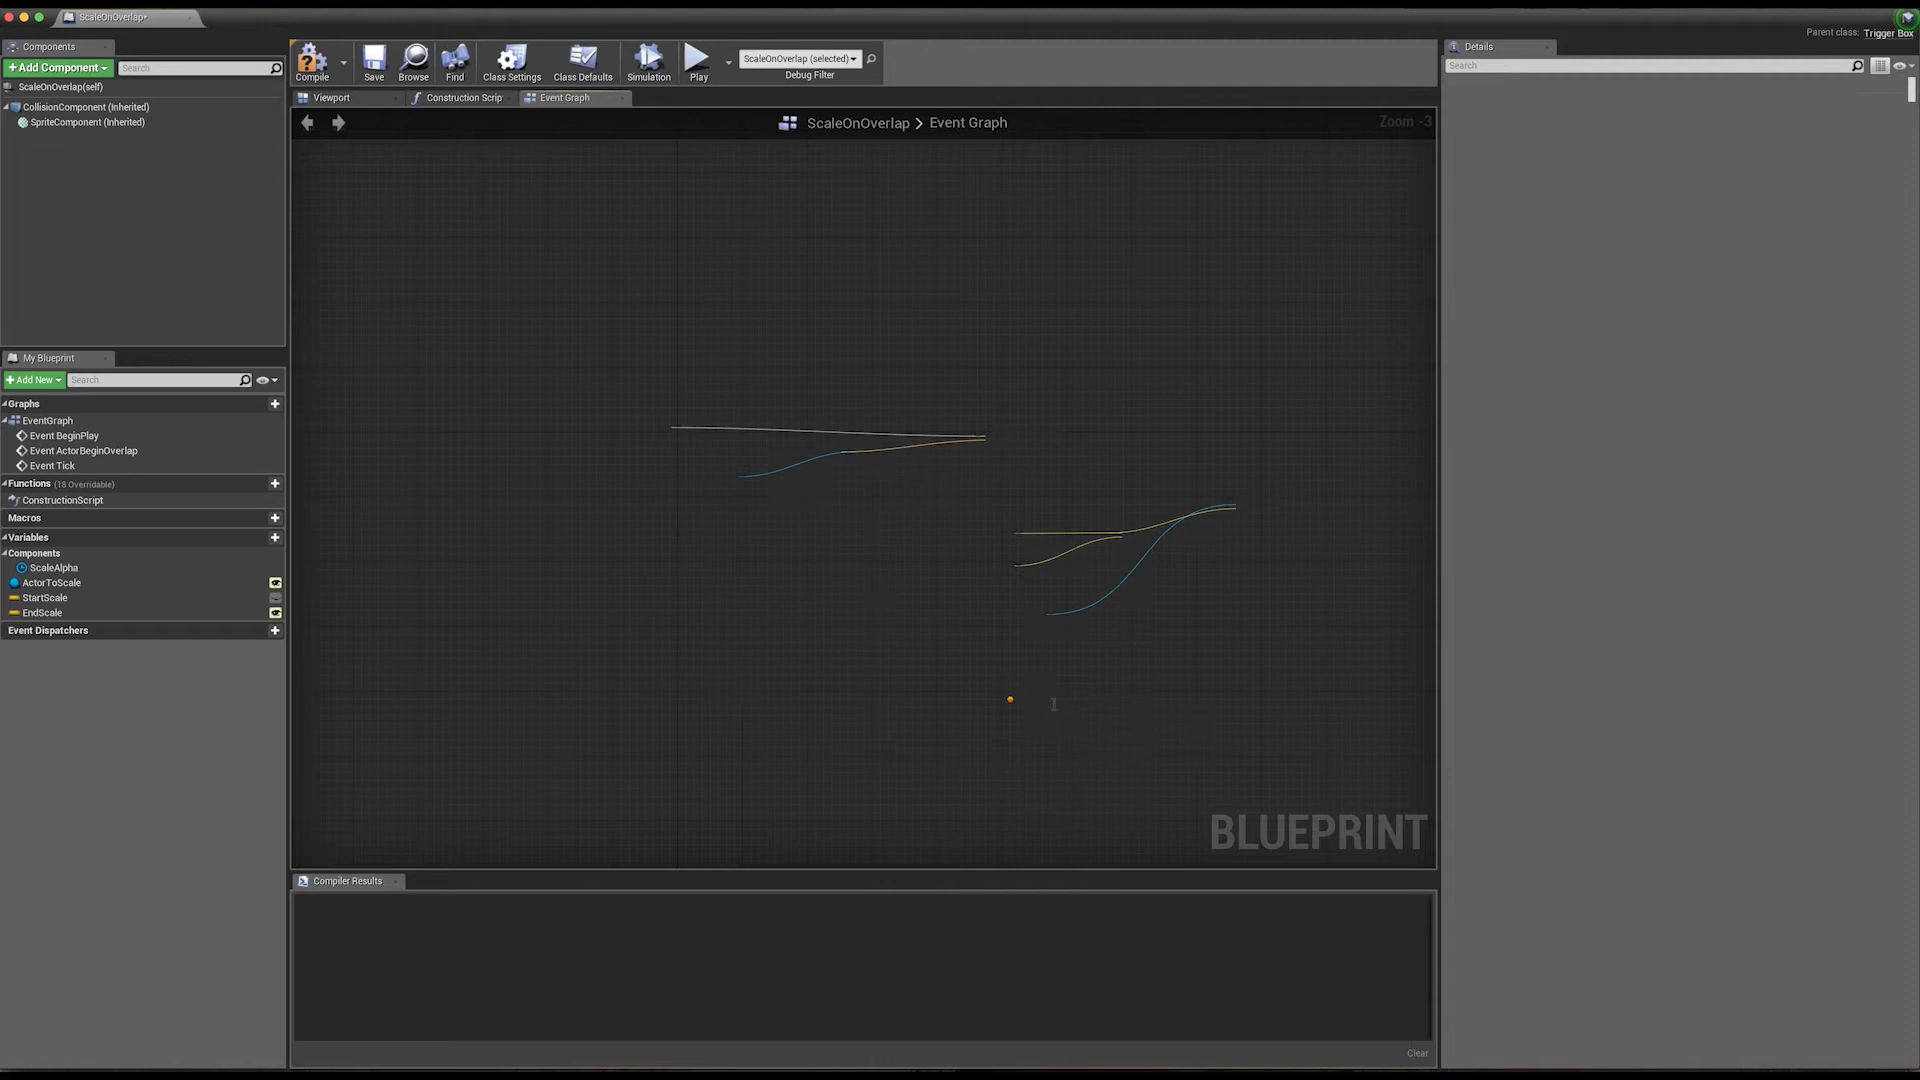 ScaleOnOverlap*
Parent class: Trigger Box
Components
+ Add Component
Search
ScaleOnOverlap(self)
CollisionComponent (Inherited)
SpriteComponent (Inherited)
Compile
Save
Browse
Find
Class Settings
Class Defaults
Simulation
Play
ScaleOnOverlap (selected)
Debug Filter
Viewport
Construction Scrip
Event Graph
ScaleOnOverlap > Event Graph
Zoom -3
Details
Search
My Blueprint
+ Add New
Search
Graphs
EventGraph
Event BeginPlay
Event ActorBeginOverlap
Event Tick
Functions (18 Overridable)
ConstructionScript
Macros
Variables
Components
ScaleAlpha
ActorToScale
StartScale
EndScale
Event Dispatchers
BLUEPRINT
Compiler Results
Clear